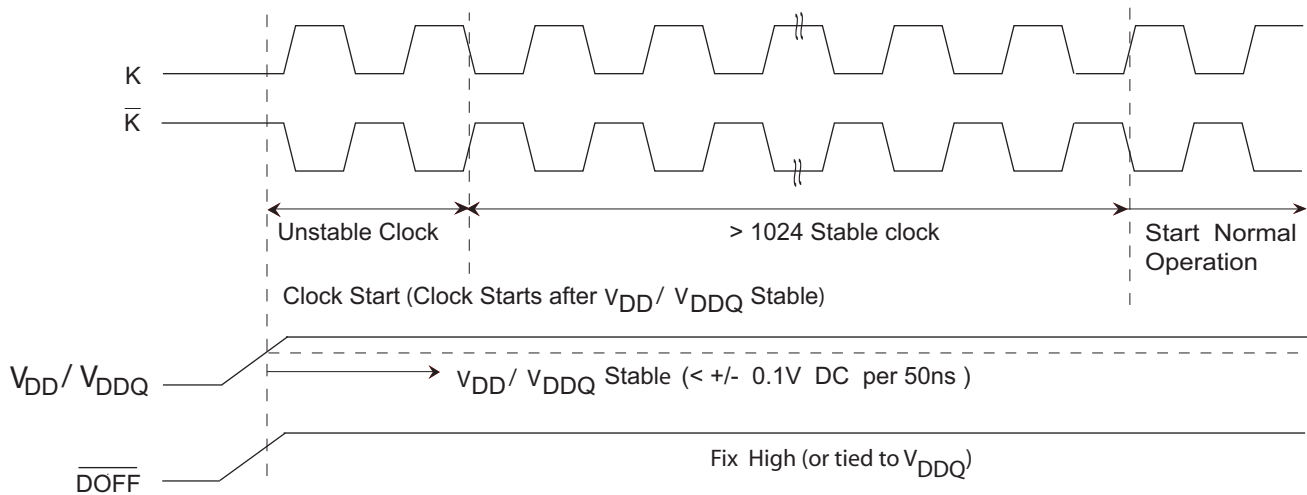 K
K̅
Unstable Clock
> 1024 Stable clock
Start Normal
Operation
Clock Start (Clock Starts after VDD/ VDDQ Stable)
VDD/ VDDQ
VDD/ VDDQ Stable (< +/- 0.1V DC per 50ns )
Fix High (or tied to VDDQ)
D̅O̅F̅F̅